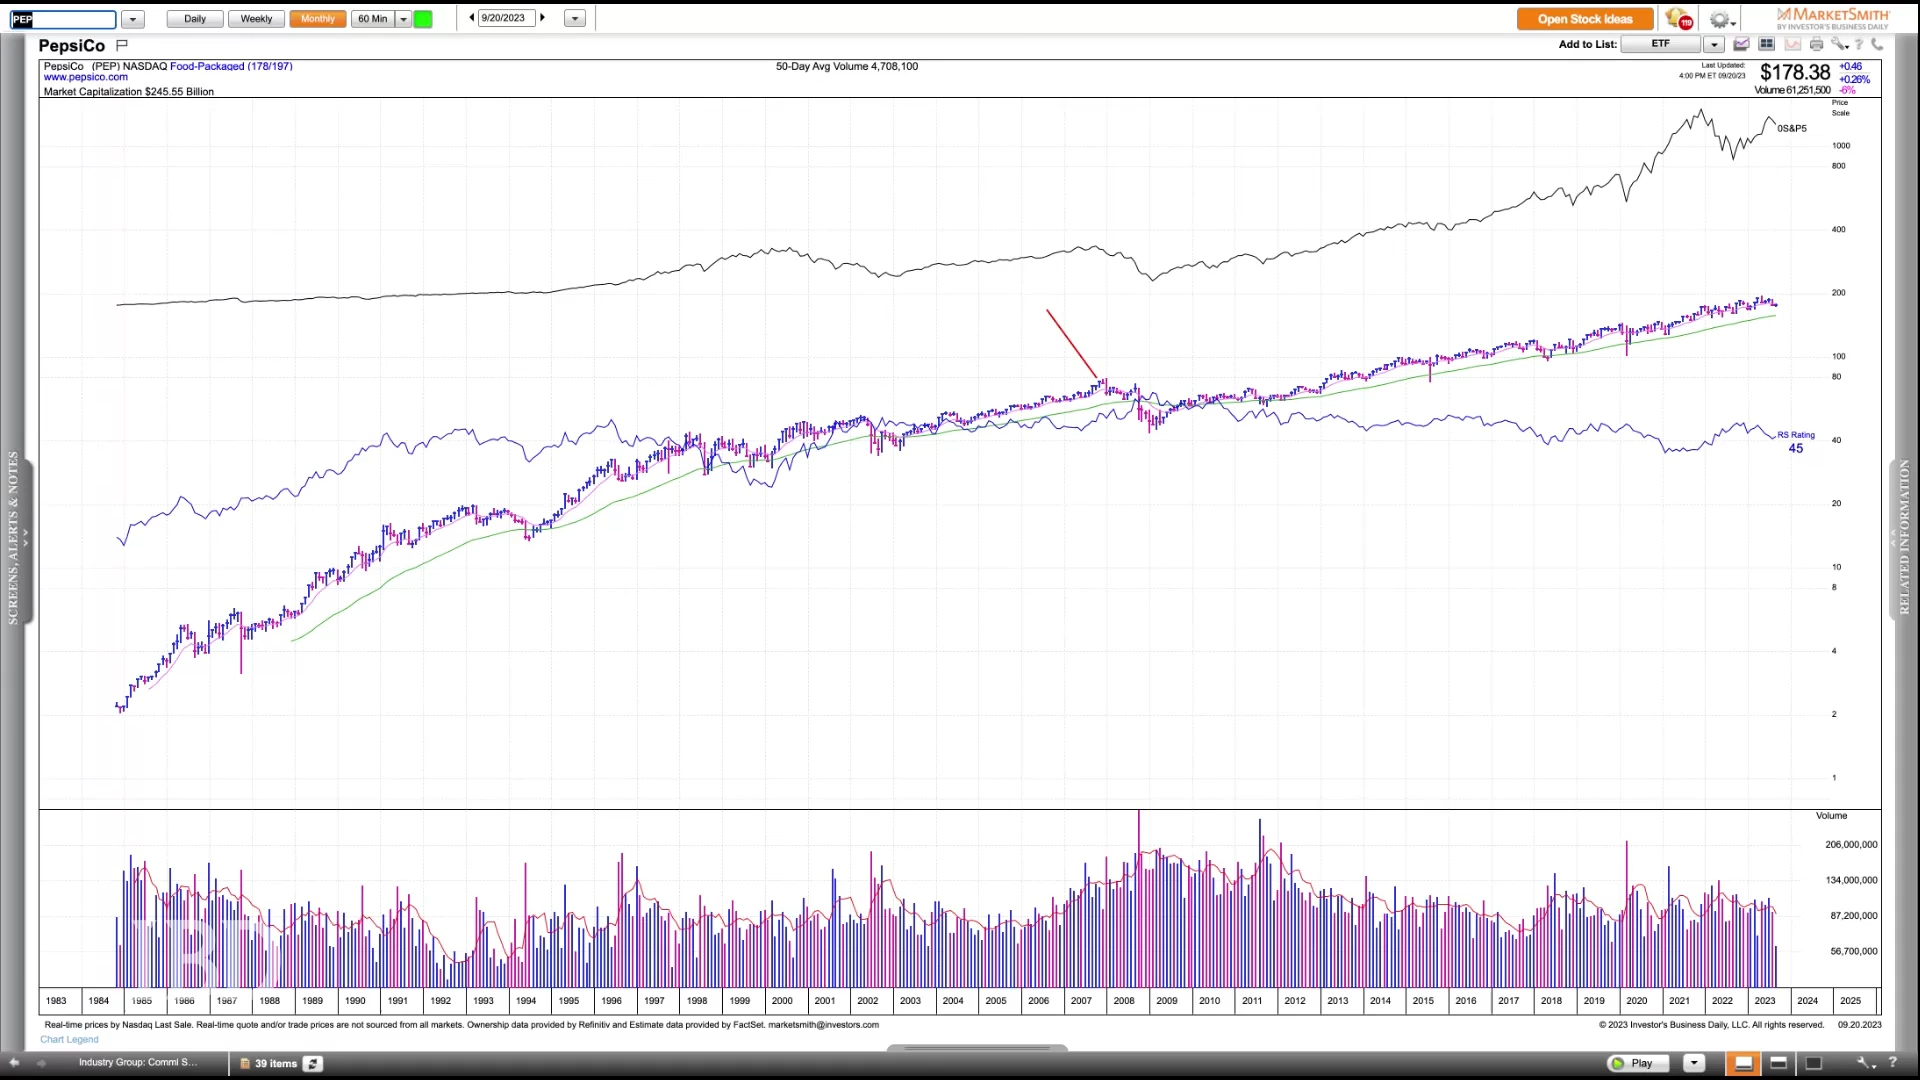 PEP
Daily
Weekly
Monthly
60 Min
9/20/2023
Open Stock Ideas
119
MARKETSMITH
BY INVESTOR'S BUSINESS DAILY
PepsiCo
Add to List:
ETF
PepsiCo (PEP) NASDAQ Food-Packaged (178/197)
www.pepsico.com
Market Capitalization $245.55 Billion
50-Day Avg Volume 4,708,100
Last Updated:
4:00 PM ET 09/20/23
$178.38
+0.46
+0.26%
Volume 61,251,500 -6%
Price
Scale
0S&P5
1000
800
400
200
100
80
RS Rating
45
40
20
10
8
4
2
1
SCREENS, ALERTS & NOTES
RELATED INFORMATION
Volume
206,000,000
134,000,000
87,200,000
56,700,000
IBD
1983 1984 1985 1986 1987 1988 1989 1990 1991 1992 1993 1994 1995 1996 1997 1998 1999 2000 2001 2002 2003 2004 2005 2006 2007 2008 2009 2010 2011 2012 2013 2014 2015 2016 2017 2018 2019 2020 2021 2022 2023 2024 2025
Real-time prices by Nasdaq Last Sale. Real-time quote and/or trade prices are not sourced from all markets. Ownership data provided by Refinitiv and Estimate data provided by FactSet. marketsmith@investors.com
© 2023 Investor's Business Daily, LLC. All rights reserved. 09.20.2023
Chart Legend
Industry Group: Comml S...
39 items
Play